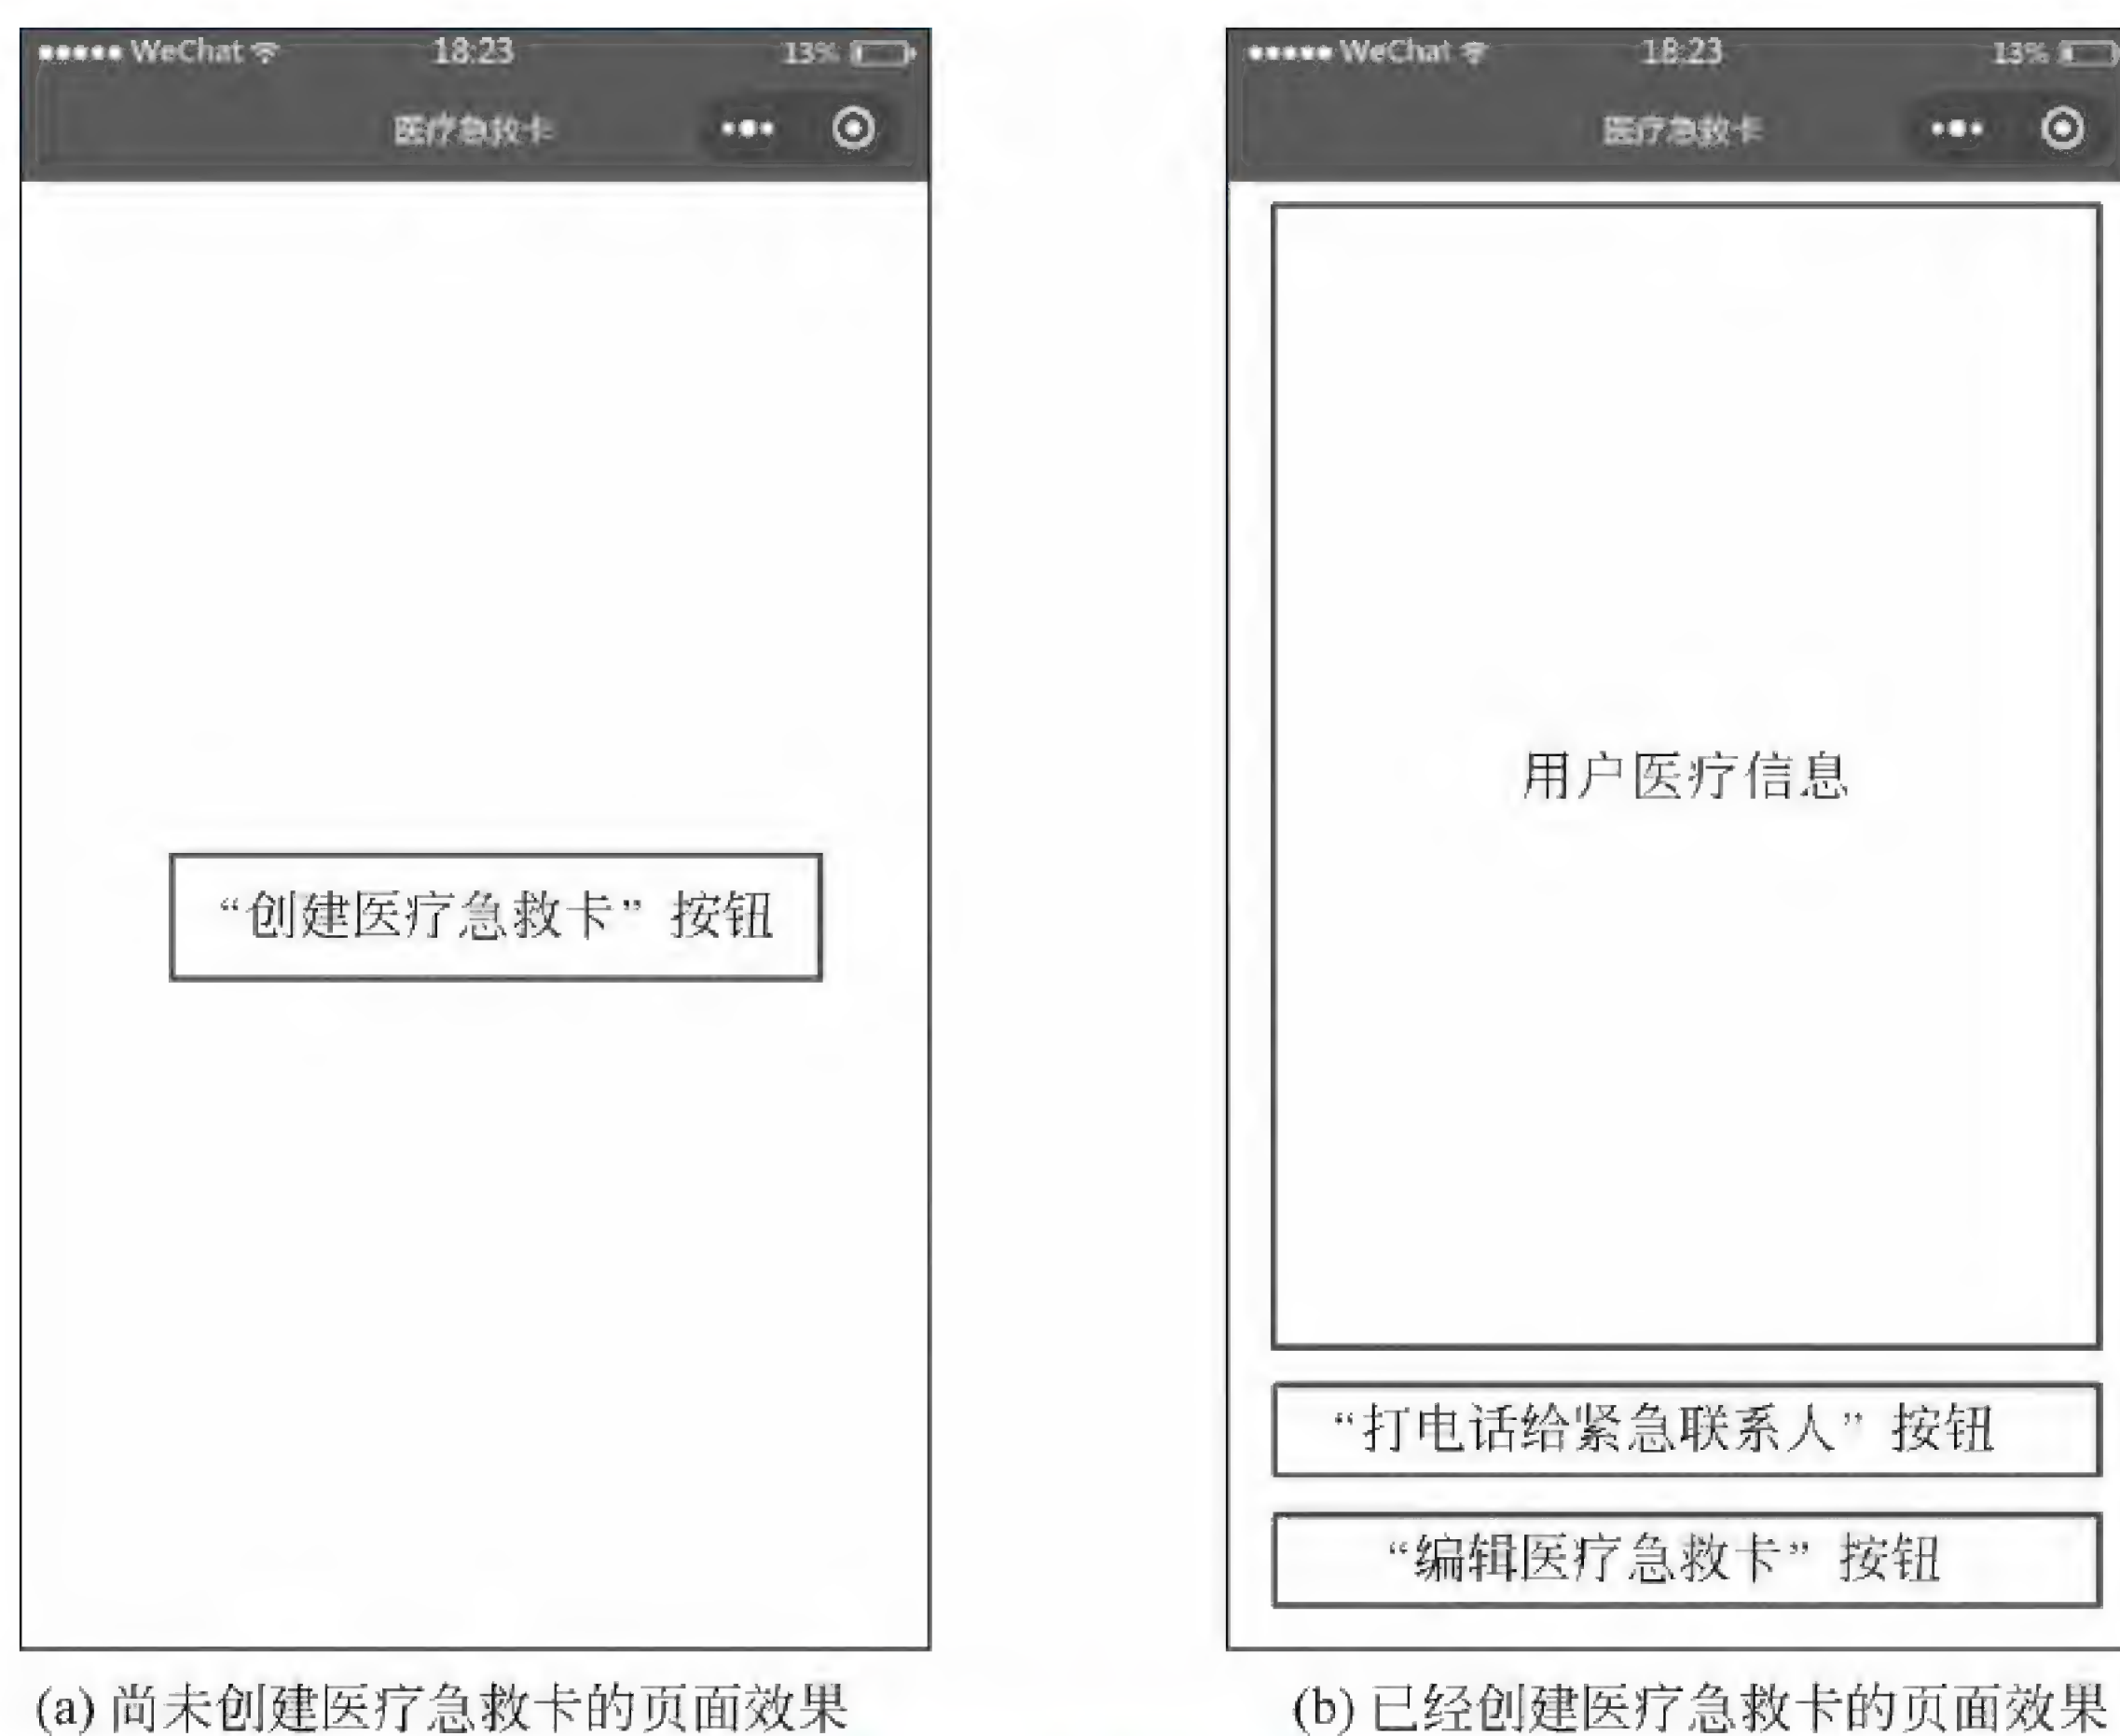 WeChat 18:23 13%
医疗急救卡
“创建医疗急救卡”按钮
(a) 尚未创建医疗急救卡的页面效果
WeChat 18:23 13%
医疗急救卡
用户医疗信息
“打电话给紧急联系人”按钮
“编辑医疗急救卡”按钮
(b) 已经创建医疗急救卡的页面效果